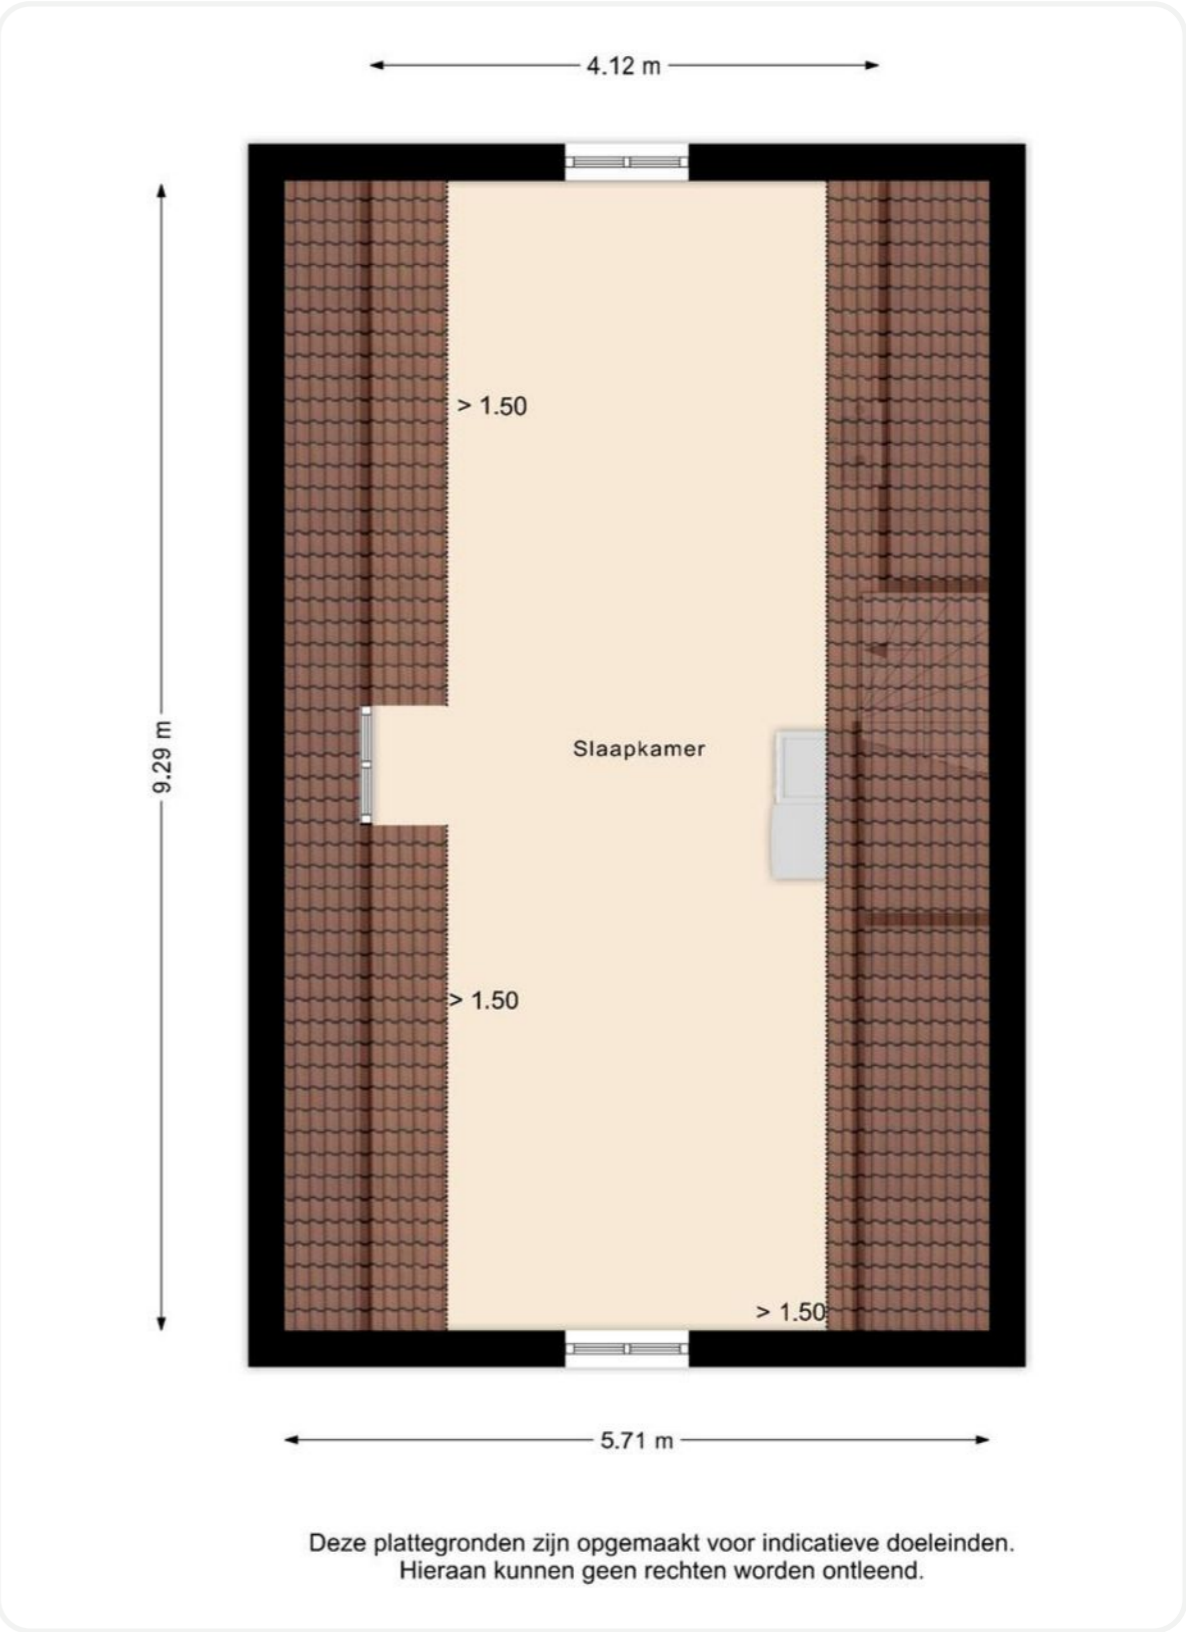 4.12 m
> 1.50
9.29 m
Slaapkamer
> 1.50
> 1.50
5.71 m
Deze plattegronden zijn opgemaakt voor indicatieve doeleinden.
Hieraan kunnen geen rechten worden ontleend.